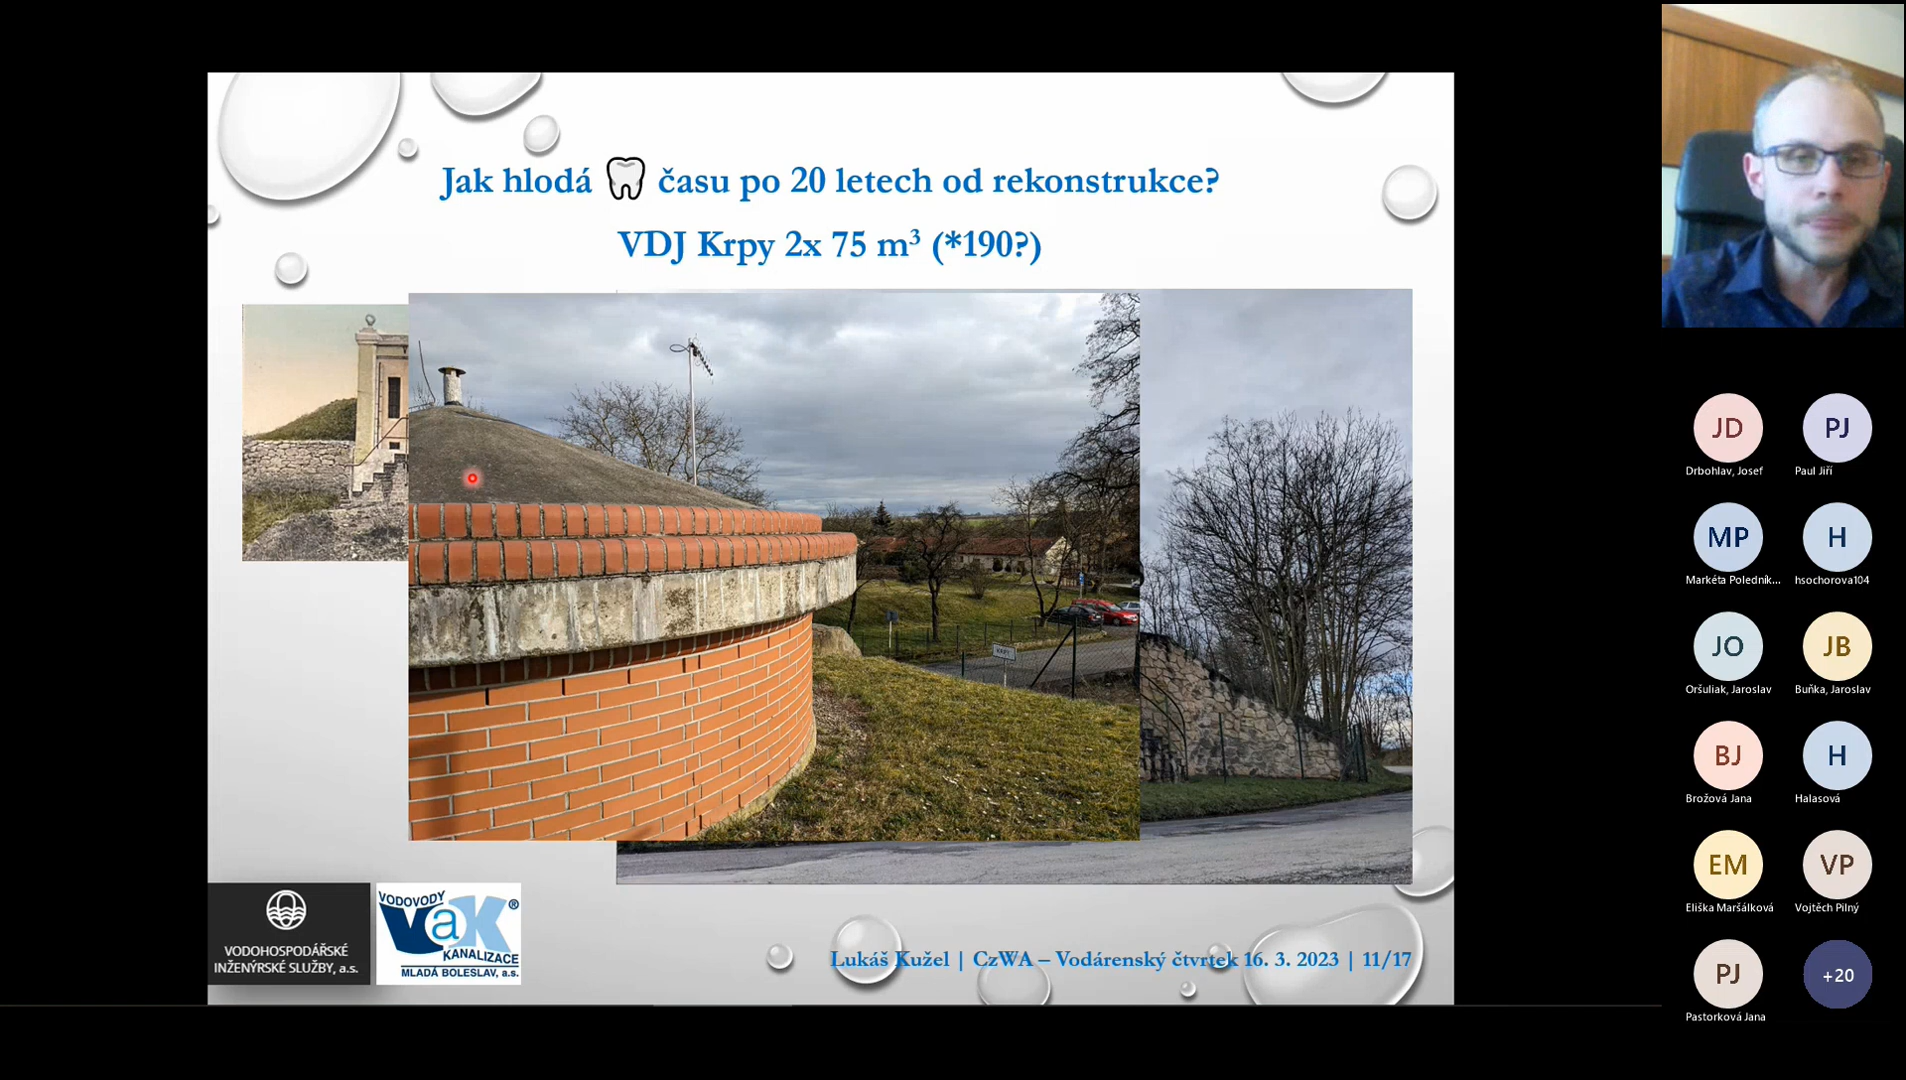 Jak hlodá času po 20 letech od rekonstrukce?
VDJ Krpy 2x 75 m³ (*190?)
KRPY
VODOHOSPODÁŘSKÉ
INŽENÝRSKÉ SLUŽBY, a.s.
VODOVODY
VaK
®
KANALIZACE
MLADÁ BOLESLAV, a.s.
Lukáš Kužel | CzWA – Vodárenský čtvrtek 16. 3. 2023 | 11/17
JD
Drbohlav, Josef
PJ
Paul Jiří
MP
Markéta Poledník...
H
hsochorova104
JO
Oršuliak, Jaroslav
JB
Buňka, Jaroslav
BJ
Brožová Jana
H
Halasová
EM
Eliška Maršálková
VP
Vojtěch Pilný
PJ
Pastorková Jana
+20